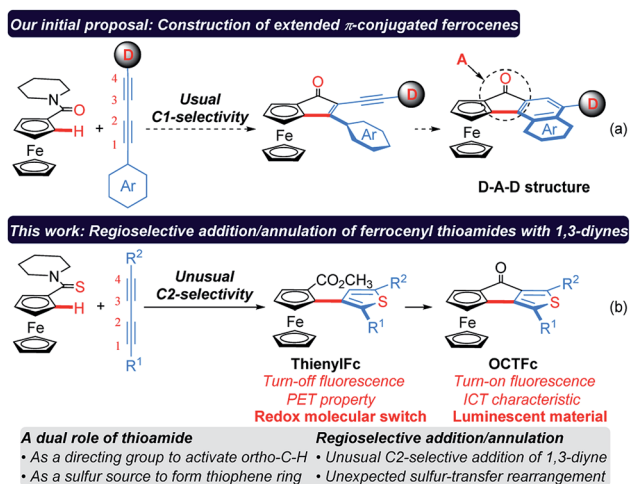 Our initial proposal: Construction of extended π-conjugated ferrocenes
N
O
H
Fe
+
D
4
3
2
1
Ar
Usual
C1-selectivity
O
D
Fe
Ar
A
O
D
Fe
Ar
(a)
D-A-D structure
This work: Regioselective addition/annulation of ferrocenyl thioamides with 1,3-diynes
N
S
H
Fe
+
R2
4
3
2
1
R1
Unusual
C2-selectivity
CO2CH3
R2
S
Fe
R1
O
R2
S
Fe
R1
(b)
ThienylFc
Turn-off fluorescence
PET property
Redox molecular switch
OCTFc
Turn-on fluorescence
ICT characteristic
Luminescent material
A dual role of thioamide
• As a directing group to activate ortho-C-H
• As a sulfur source to form thiophene ring
Regioselective addition/annulation
• Unusual C2-selective addition of 1,3-diyne
• Unexpected sulfur-transfer rearrangement